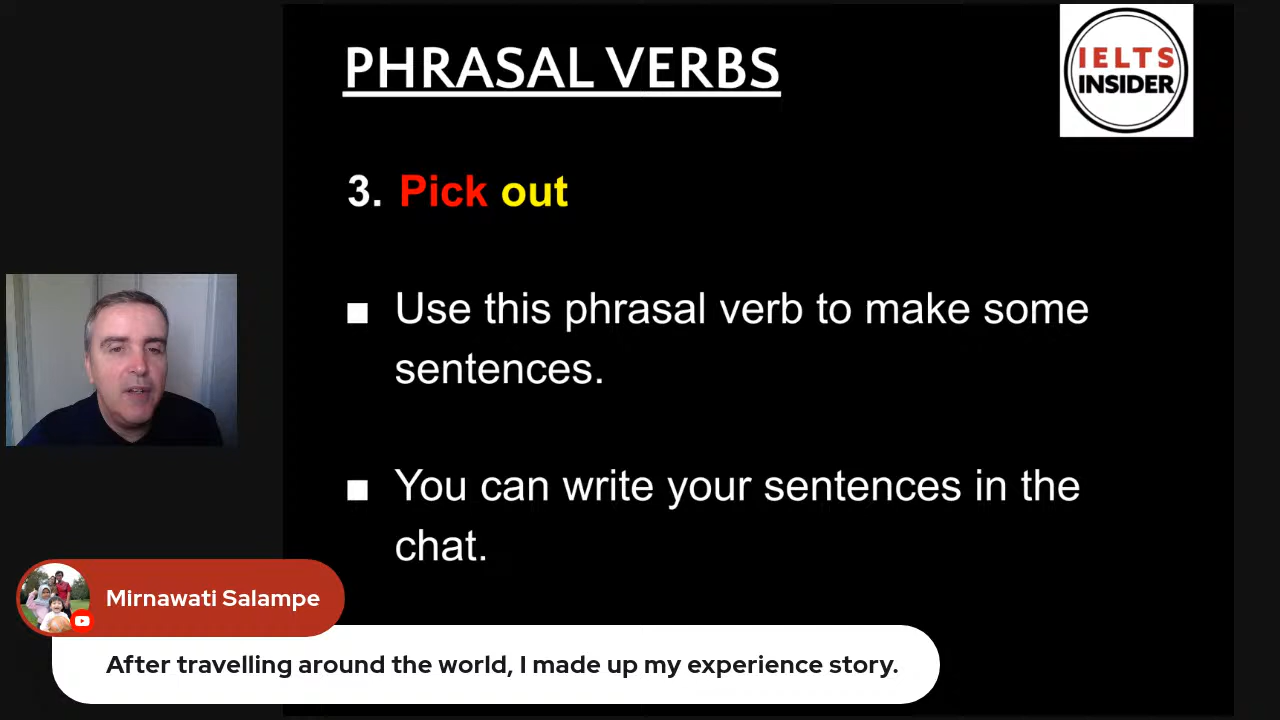 PHRASAL VERBS
IELTS
INSIDER
3. Pick out
Use this phrasal verb to make some
sentences.
You can write your sentences in the
chat.
Mirnawati Salampe
After travelling around the world, I made up my experience story.